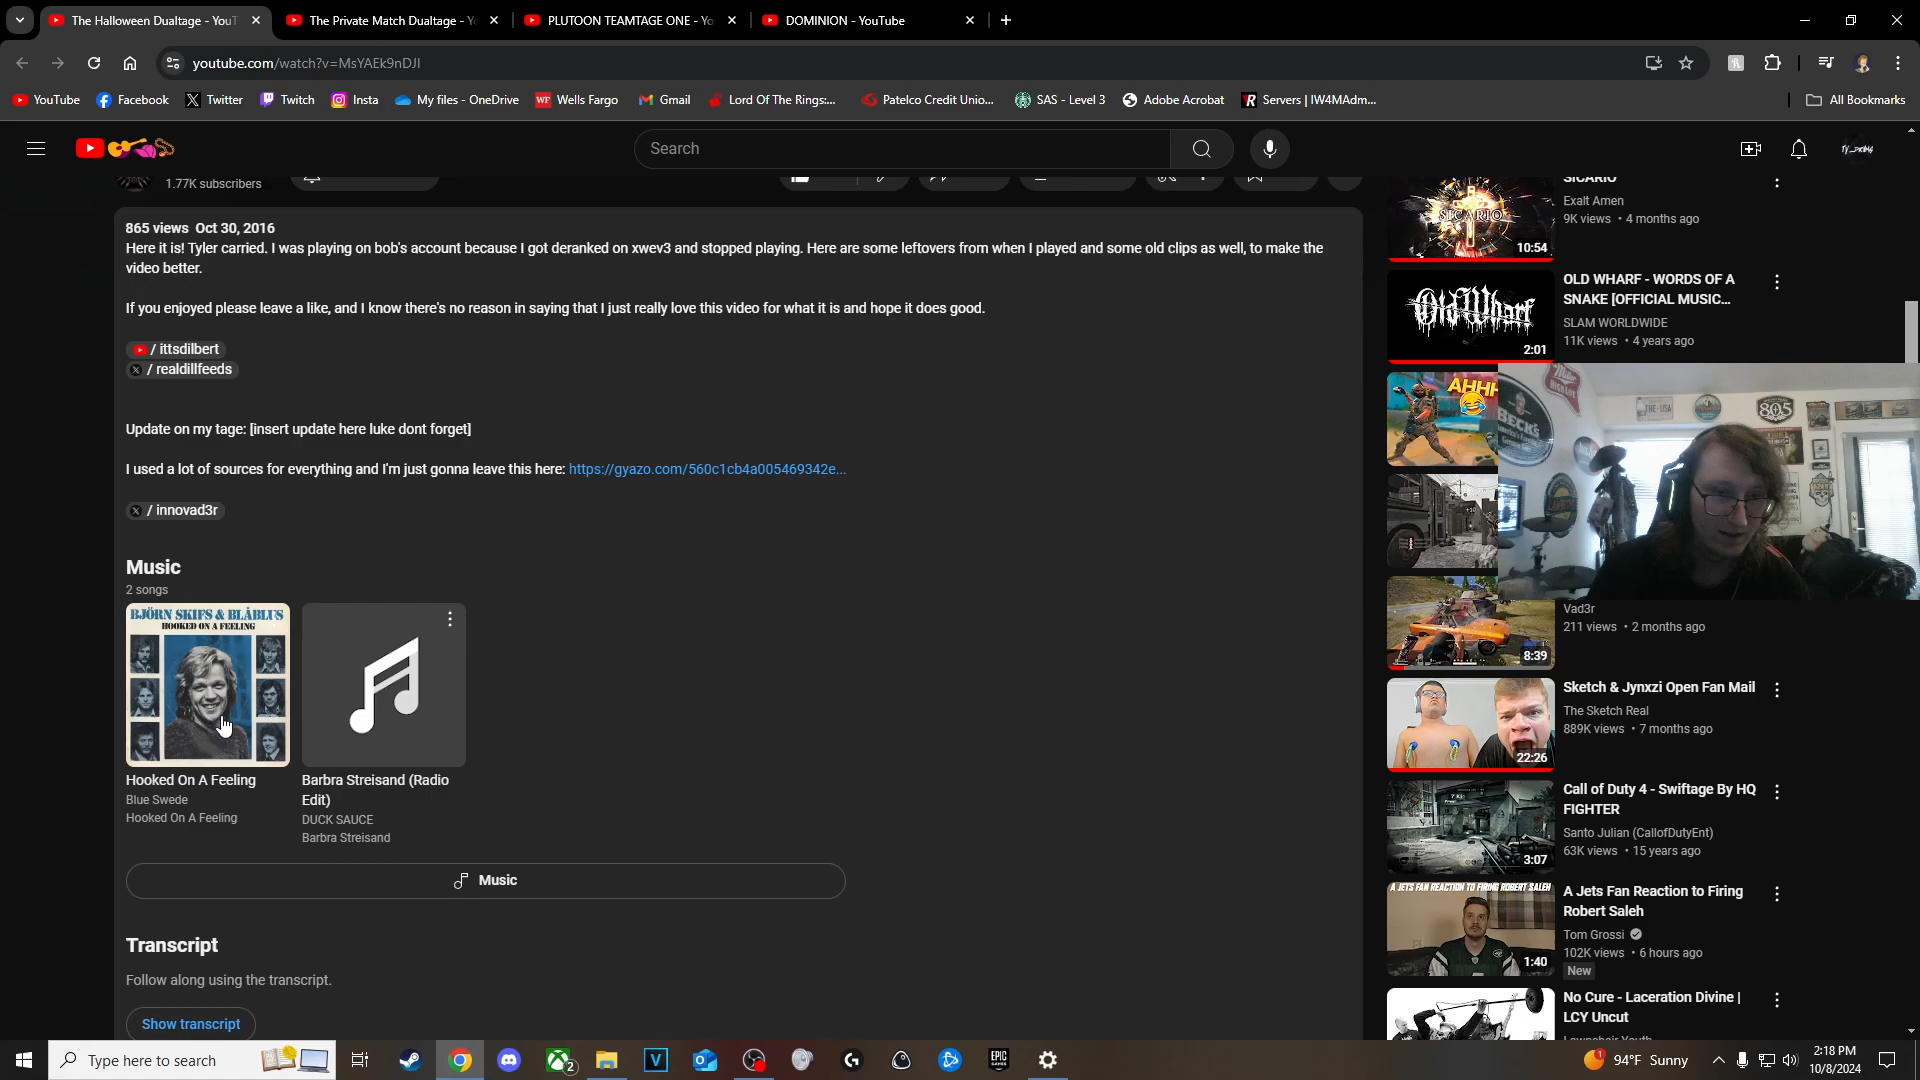 The Halloween Dualtage - YouT
The Private Match Dualtage - Yo
PLUTOON TEAMTAGE ONE - Yo
DOMINION - YouTube
youtube.com/watch?v=MsYAEk9nDJI
YouTube
Facebook
Twitter
Twitch
Insta
My files - OneDrive
Wells Fargo
Gmail
Lord Of The Rings:...
Patelco Credit Unio...
SAS - Level 3
Adobe Acrobat
Servers | IW4MAdm...
All Bookmarks
Search
1.77K subscribers
865 views Oct 30, 2016
Here it is! Tyler carried. I was playing on bob's account because I got deranked on xwev3 and stopped playing. Here are some leftovers from when I played and some old clips as well, to make the
video better.
If you enjoyed please leave a like, and I know there's no reason in saying that I just really love this video for what it is and hope it does good.
/ ittsdilbert
/ realdillfeeds
Update on my tage: [insert update here luke dont forget]
I used a lot of sources for everything and I'm just gonna leave this here: https://gyazo.com/560c1cb4a005469342e...
/ innovad3r
Music
2 songs
BJÖRN SKIFS & BLÅBLUS
HOOKED ON A FEELING
Hooked On A Feeling
Blue Swede
Hooked On A Feeling
Barbra Streisand (Radio
Edit)
DUCK SAUCE
Barbra Streisand
Music
Transcript
Follow along using the transcript.
Show transcript
SICARIO
SICARIO
Exalt Amen
9K views • 4 months ago
10:54
Old Wharf
2:01
OLD WHARF - WORDS OF A
SNAKE [OFFICIAL MUSIC...
SLAM WORLDWIDE
11K views • 4 years ago
AHHH
BECK'S
805
8:39
Vad3r
211 views • 2 months ago
22:26
Sketch & Jynxzi Open Fan Mail
The Sketch Real
889K views • 7 months ago
3:07
Call of Duty 4 - Swiftage By HQ
FIGHTER
Santo Julian (CallofDutyEnt)
63K views • 15 years ago
A JETS FAN REACTION TO FIRING ROBERT SALEH
1:40
A Jets Fan Reaction to Firing
Robert Saleh
Tom Grossi
102K views • 6 hours ago
New
No Cure - Laceration Divine |
LCY Uncut
Type here to search
94°F Sunny
2:18 PM
10/8/2024